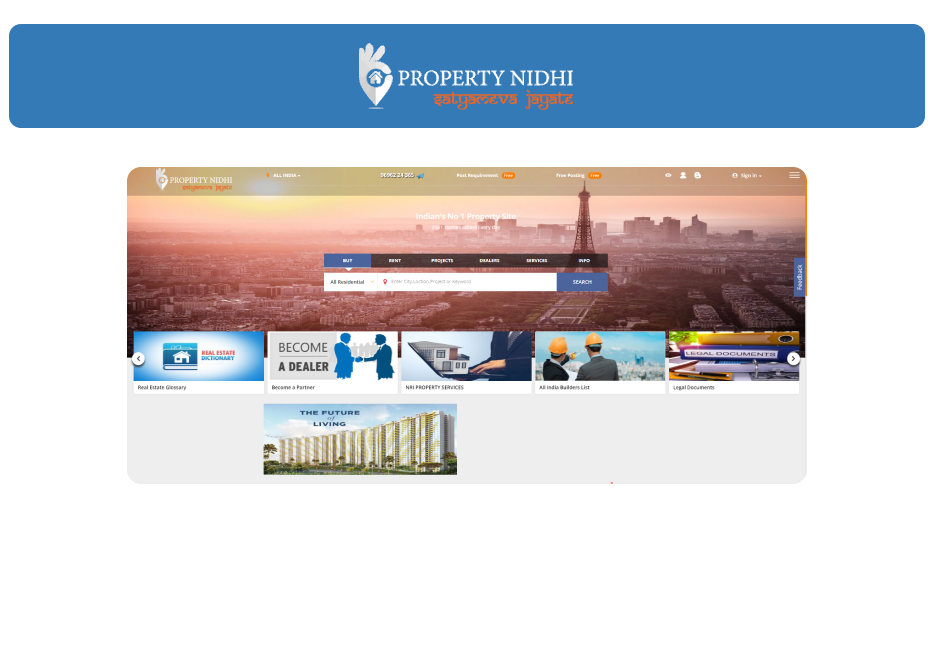 PROPERTY NIDHI
satyameva jayate
PROPERTY NIDHI
satyameva jayate
ALL INDIA
96962 24 365
Post Requirement Free
Free Posting Free
Sign In
Indian's No 1 Property Site
BUY RENT PROJECTS DEALERS SERVICES INFO
All Residential
Enter City,Loction,Project or Keyword
SEARCH
Feedback
REAL ESTATE
DICTIONARY
BECOME
A DEALER
LEGAL DOCUMENTS
Real Estate Glossary
Become a Partner
NRI PROPERTY SERVICES
All India Builders List
Legal Documents
THE FUTURE
of
LIVING